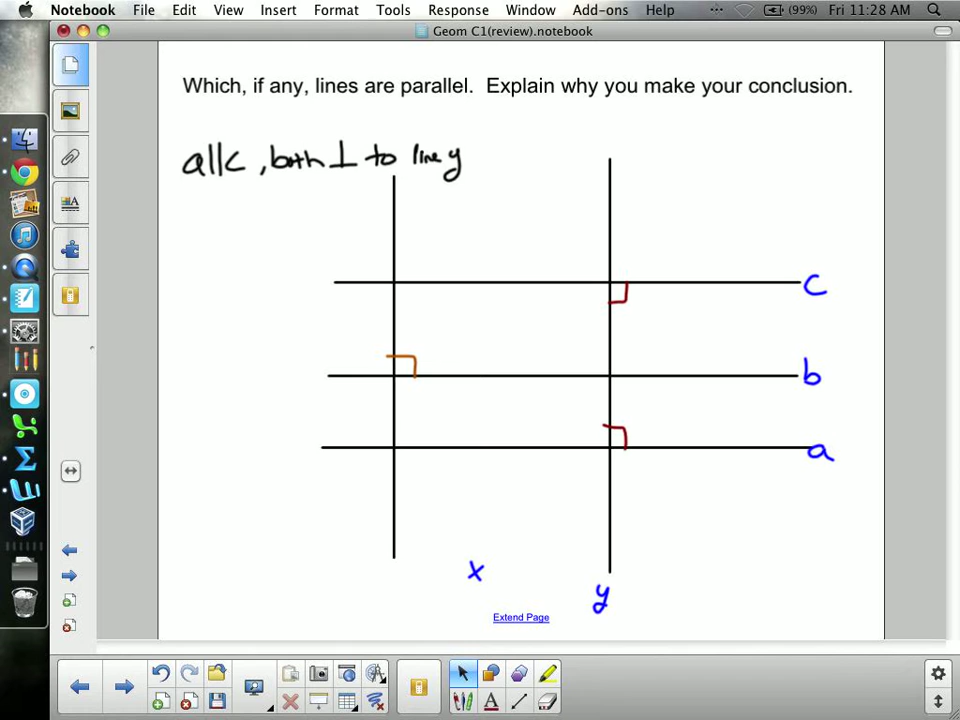 Notebook File Edit View Insert Format Tools Response Window Add-ons Help ... (99%) Fri 11:28 AM
Geom C1(review).notebook
Which, if any, lines are parallel. Explain why you make your conclusion.
a||c , both ⊥ to line y
c
b
a
x
y
Extend Page